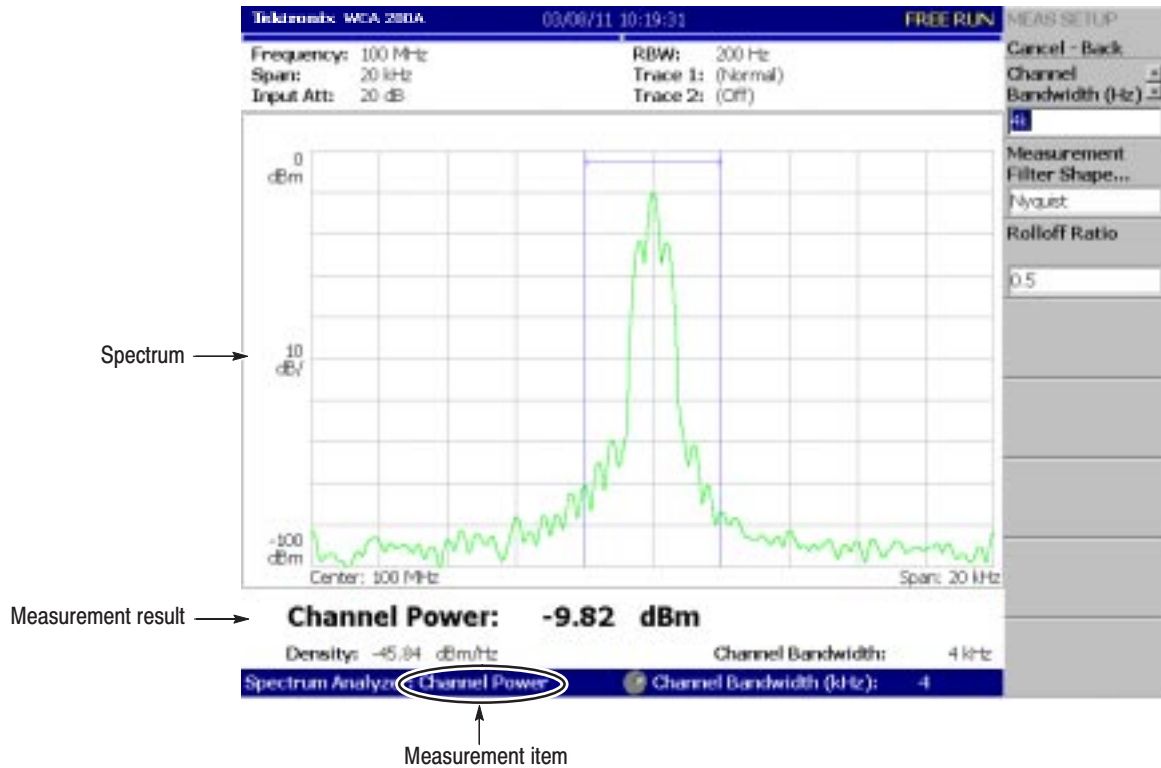 Tektronix WCA 200A 03/08/11 10:19:31 FREE RUN
Frequency: 100 MHz
Span: 20 kHz
Input Att: 20 dB
RBW: 200 Hz
Trace 1: (Normal)
Trace 2: (Off)
MEAS SETUP
Cancel - Back
Channel
Bandwidth (Hz)
4k
Measurement
Filter Shape...
Nyquist
Rolloff Ratio
0.5
0
dBm
10
dB/
-100
dBm
Center: 100 MHz
Span: 20 kHz
Spectrum
Measurement result
Channel Power: -9.82 dBm
Density: -45.84 dBm/Hz
Channel Bandwidth: 4 kHz
Spectrum Analyzer: Channel Power
Channel Bandwidth (kHz): 4
Measurement item